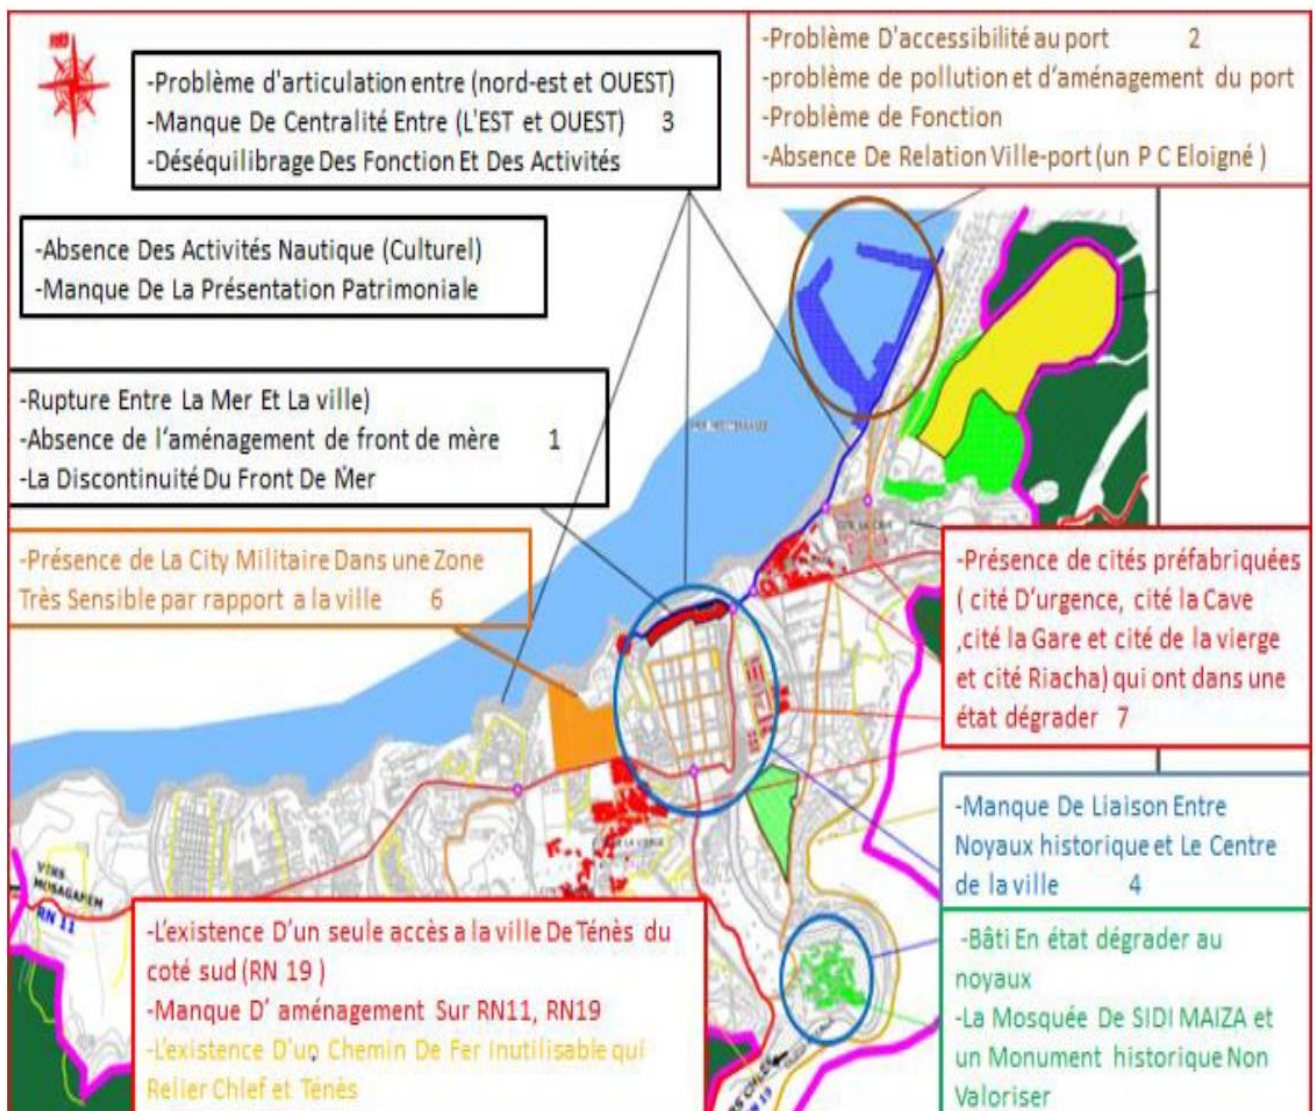 -Problème d'articulation entre (nord-est et OUEST)
-Manque De Centralité Entre (L'EST et OUEST) 3
-Déséquilibrage Des Fonction Et Des Activités
-Problème D'accessibilité au port 2
-problème de pollution et d'aménagement du port
-Problème de Fonction
-Absence De Relation Ville-port (un P C Eloigné )
-Absence Des Activités Nautique (Culturel)
-Manque De La Présentation Patrimoniale
-Rupture Entre La Mer Et La ville)
-Absence de l'aménagement de front de mère 1
-La Discontinuité Du Front De Mer
-Présence de La City Militaire Dans une Zone
Très Sensible par rapport a la ville 6
-Présence de cités préfabriquées
( cité D'urgence, cité la Cave
,cité la Gare et cité de la vierge
et cité Riacha) qui ont dans une
état dégrader 7
-Manque De Liaison Entre
Noyaux historique et Le Centre
de la ville 4
VERS
MOSAGANEM
RN 11
-L'existence D'un seule accès a la ville De Ténès du
coté sud (RN 19 )
-Manque D' aménagement Sur RN11, RN19
-L'existence D'un Chemin De Fer Inutilisable qui
Relier Chlef et Ténès
-Bâti En état dégrader au
noyaux
-La Mosquée De SIDI MAIZA et
un Monument historique Non
Valoriser
RN 19